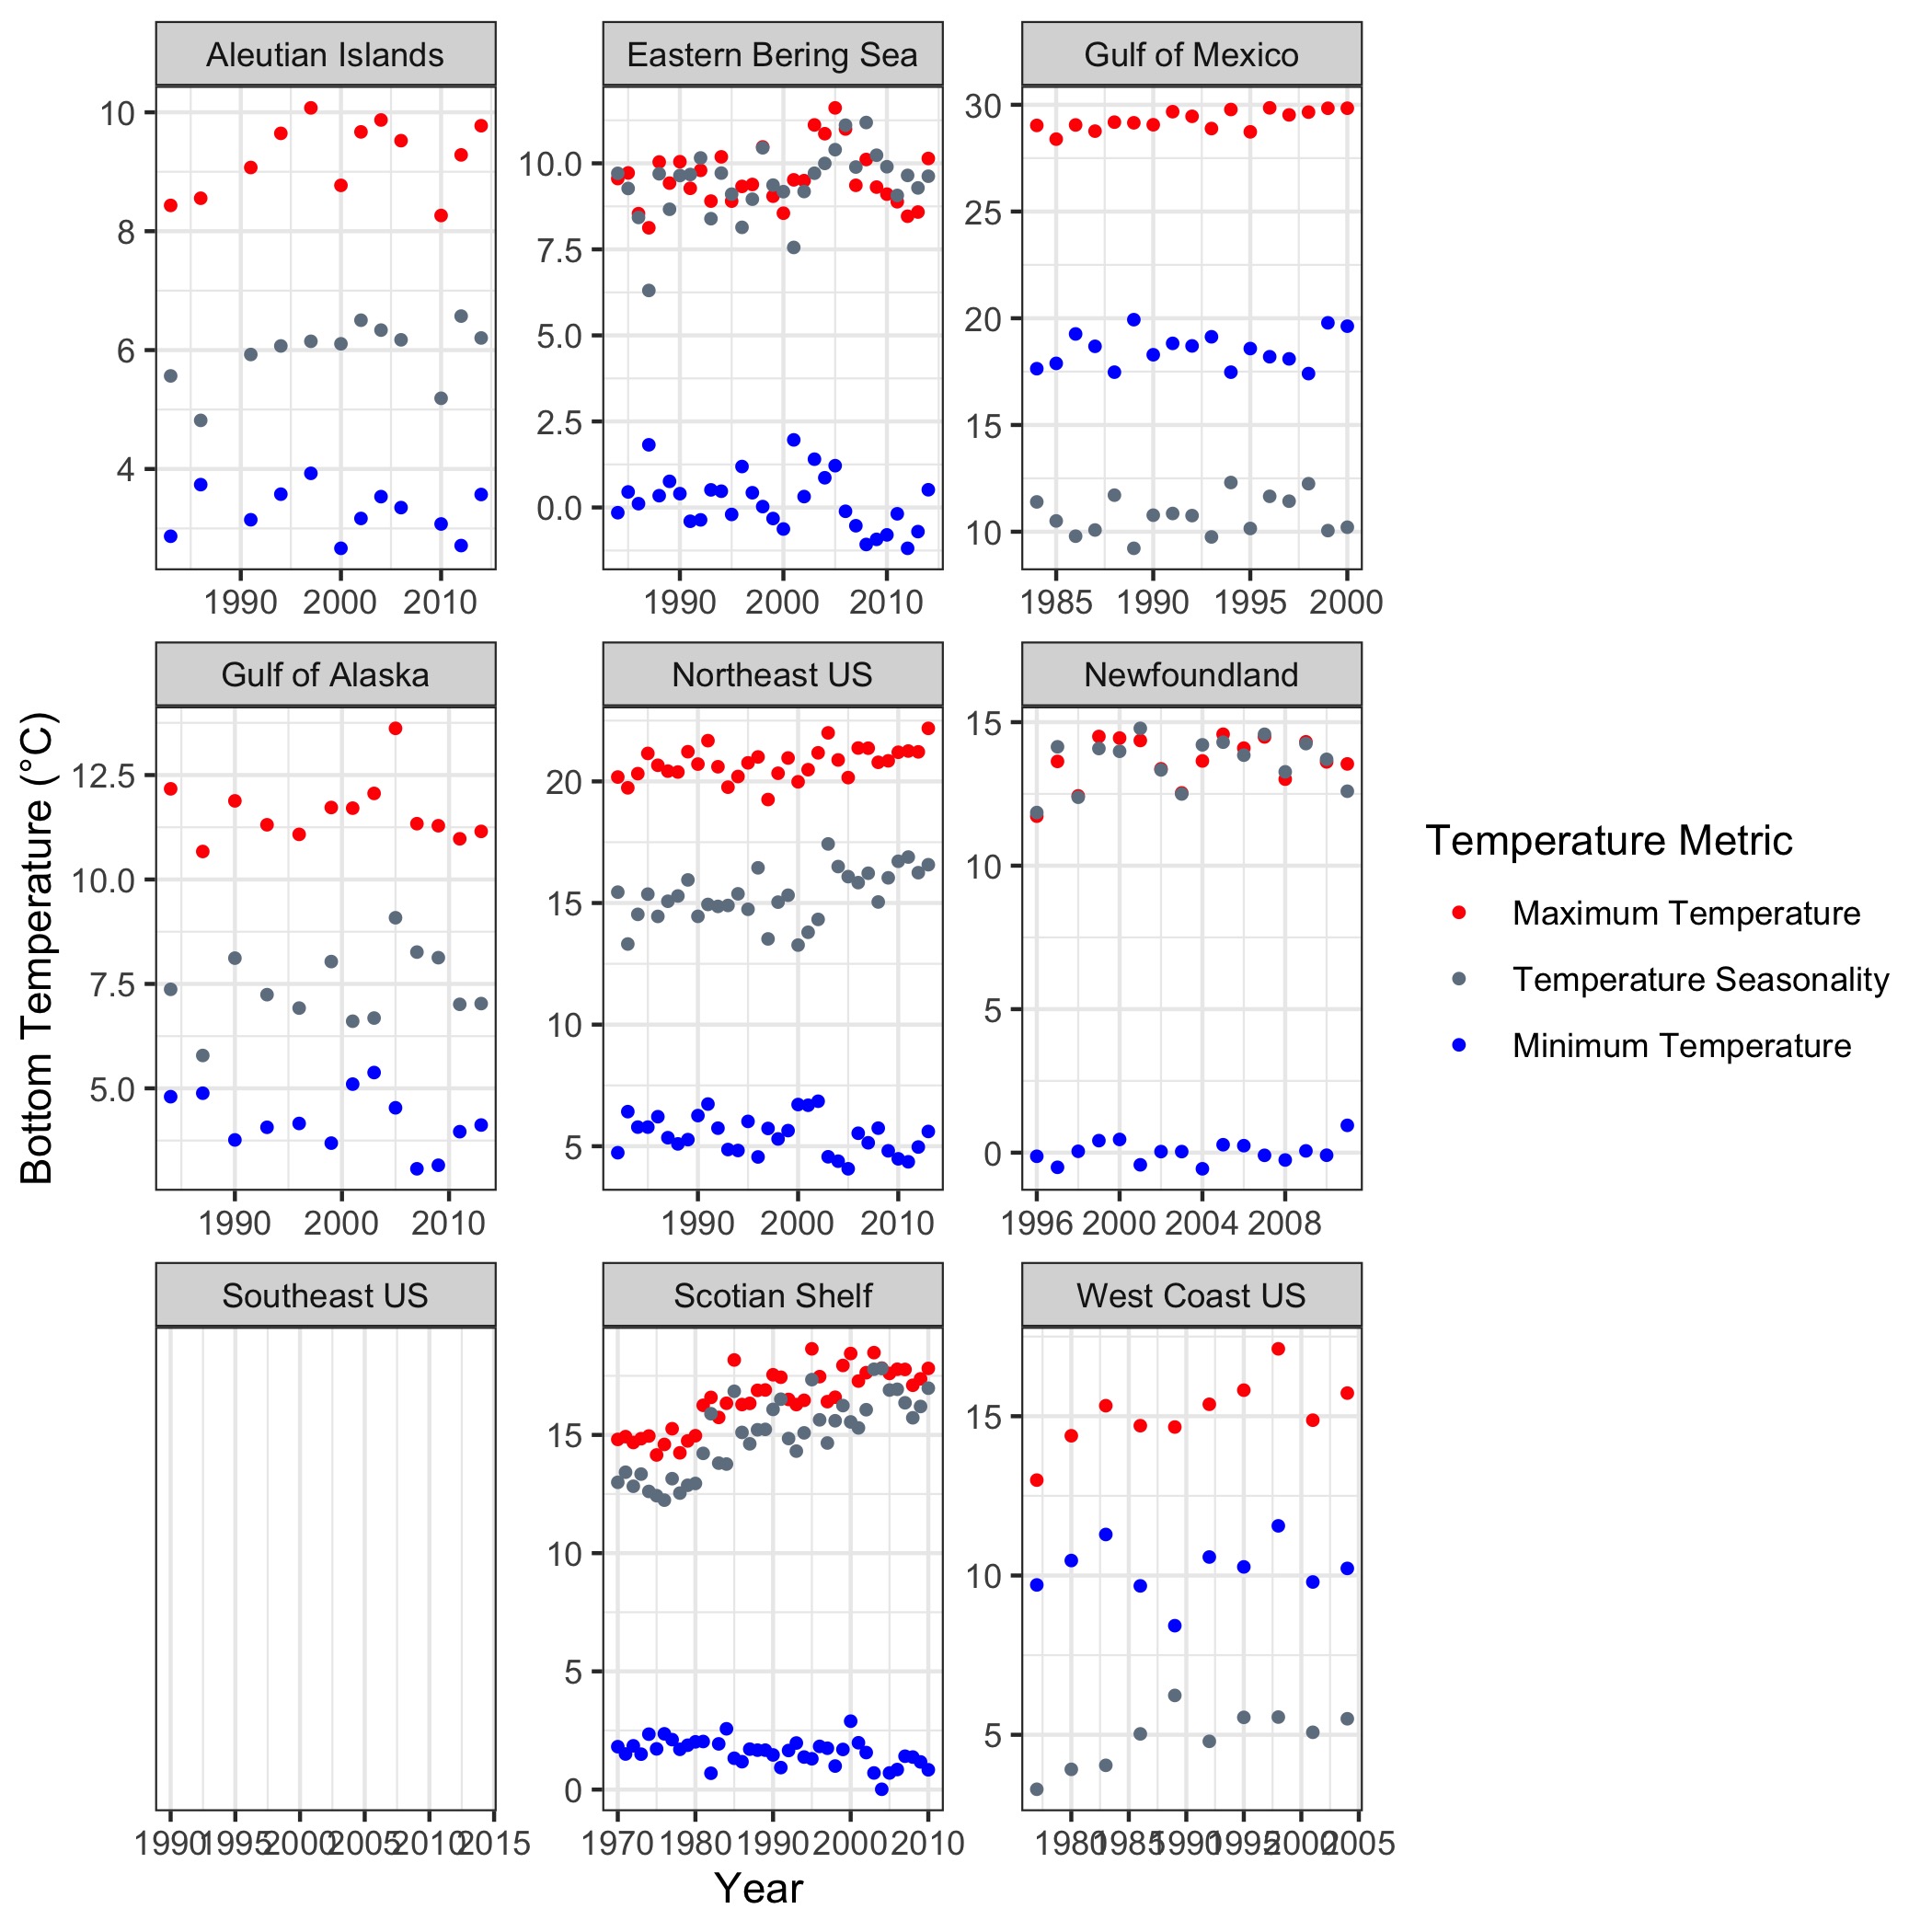 Aleutian Islands
Eastern Bering Sea
Gulf of Mexico
10
8
6
4
10.0
7.5
5.0
2.5
0.0
30
25
20
15
10
1990 2000 2010
1990 2000 2010
1985 1990 1995 2000
Gulf of Alaska
Northeast US
Newfoundland
12.5
10.0
7.5
5.0
20
15
10
5
15
10
5
0
1990 2000 2010
1990 2000 2010
1996 2000 2004 2008
Southeast US
Scotian Shelf
West Coast US
15
10
5
0
15
10
5
1990 1995 2000 2005 2010 2015
1970 1980 1990 2000 2010
1980 1985 1990 1995 2000 2005
Year
Bottom Temperature (°C)
Temperature Metric
Maximum Temperature
Temperature Seasonality
Minimum Temperature